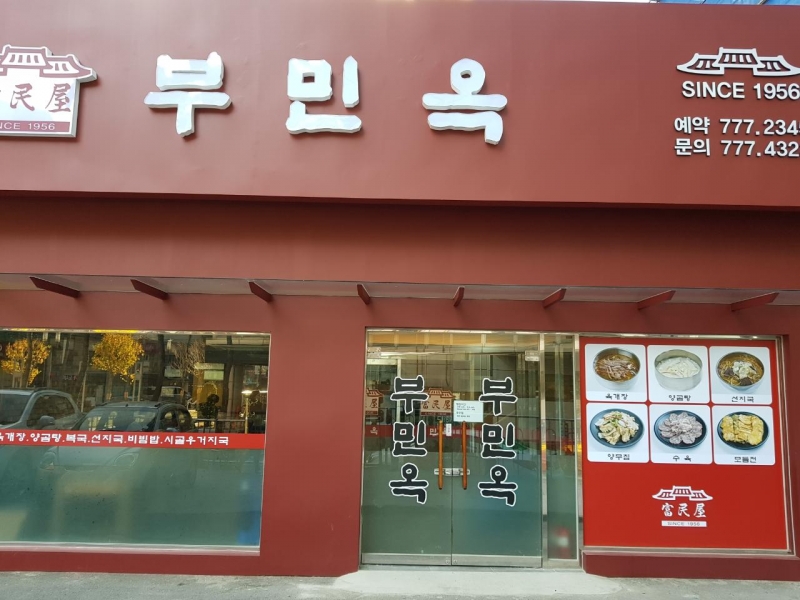 부민옥
富民屋
SINCE 1956
SINCE 1956
예약 777.234
문의 777.432
육개장,양곰탕,복국,선지국,비빔밥,시골우거지국
부민옥
부민옥
육개장
양곰탕
선지국
양무침
수육
모듬전
富民屋
SINCE 1956